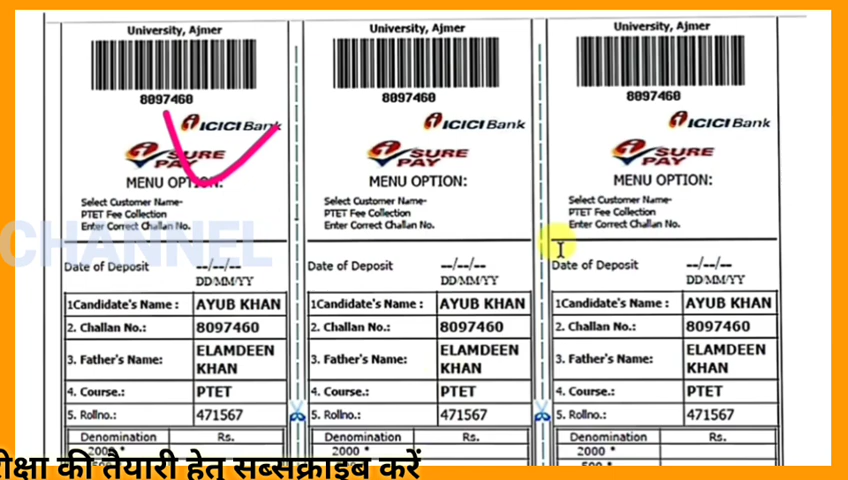 University, Ajmer
8097460
ICICI Bank
SURE
PAY
MENU OPTION:
Select Customer Name-
PTET Fee Collection
Enter Correct Challan No.
Date of Deposit --/--/--
DD/MM/YY
1Candidate's Name : AYUB KHAN
2. Challan No.: 8097460
3. Father's Name: ELAMDEEN KHAN
4. Course.: PTET
5. Rollno.: 471567
Denomination Rs.
2000 *
University, Ajmer
8097460
ICICI Bank
SURE
PAY
MENU OPTION:
Select Customer Name-
PTET Fee Collection
Enter Correct Challan No.
Date of Deposit --/--/--
DD/MM/YY
1Candidate's Name : AYUB KHAN
2. Challan No.: 8097460
3. Father's Name: ELAMDEEN KHAN
4. Course.: PTET
5. Rollno.: 471567
Denomination Rs.
2000 *
University, Ajmer
8097460
ICICI Bank
SURE
PAY
MENU OPTION:
Select Customer Name-
PTET Fee Collection
Enter Correct Challan No.
Date of Deposit --/--/--
DD/MM/YY
1Candidate's Name : AYUB KHAN
2. Challan No.: 8097460
3. Father's Name: ELAMDEEN KHAN
4. Course.: PTET
5. Rollno.: 471567
Denomination Rs.
2000 *
CHANNEL
की तैयारी हेतु सब्सक्राइब करें